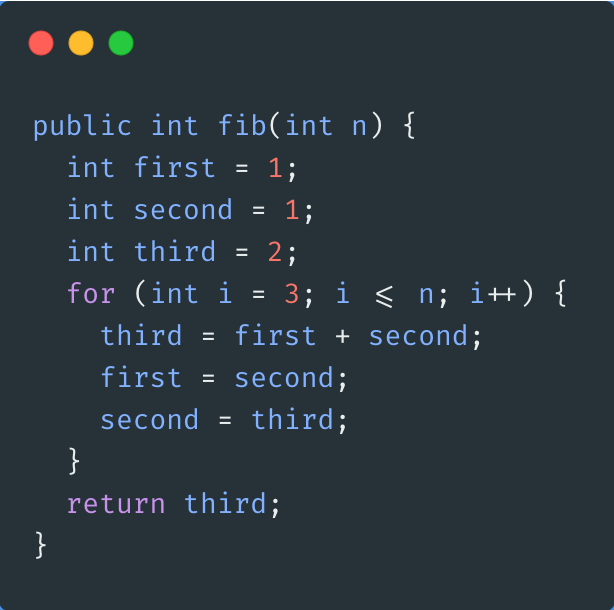 public int fib(int n) {
  int first = 1;
  int second = 1;
  int third = 2;
  for (int i = 3; i <= n; i++) {
    third = first + second;
    first = second;
    second = third;
  }
  return third;
}